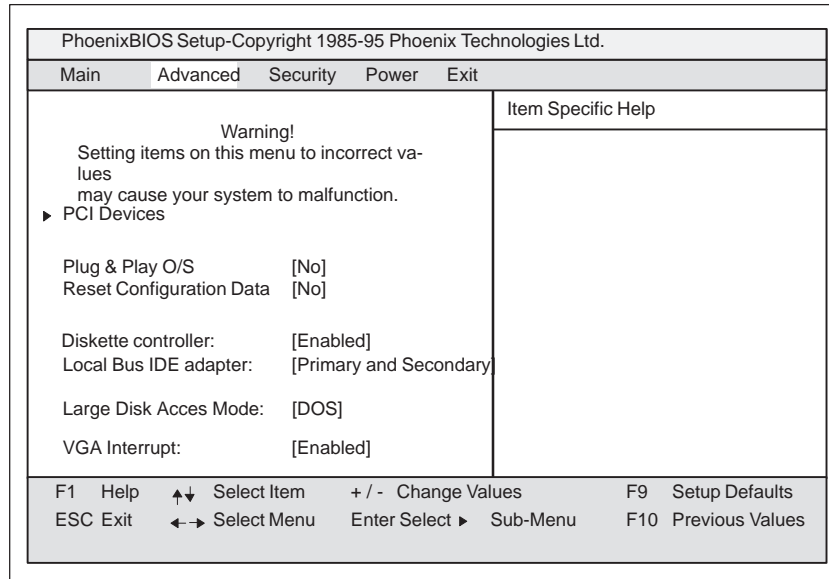 PhoenixBIOS Setup-Copyright 1985-95 Phoenix Technologies Ltd.
Main Advanced Security Power Exit
Item Specific Help
Warning!
Setting items on this menu to incorrect va-
lues
may cause your system to malfunction.
PCI Devices
Plug & Play O/S [No]
Reset Configuration Data [No]
Diskette controller: [Enabled]
Local Bus IDE adapter: [Primary and Secondary]
Large Disk Acces Mode: [DOS]
VGA Interrupt: [Enabled]
F1 Help Select Item + / - Change Values F9 Setup Defaults
ESC Exit Select Menu Enter Select Sub-Menu F10 Previous Values